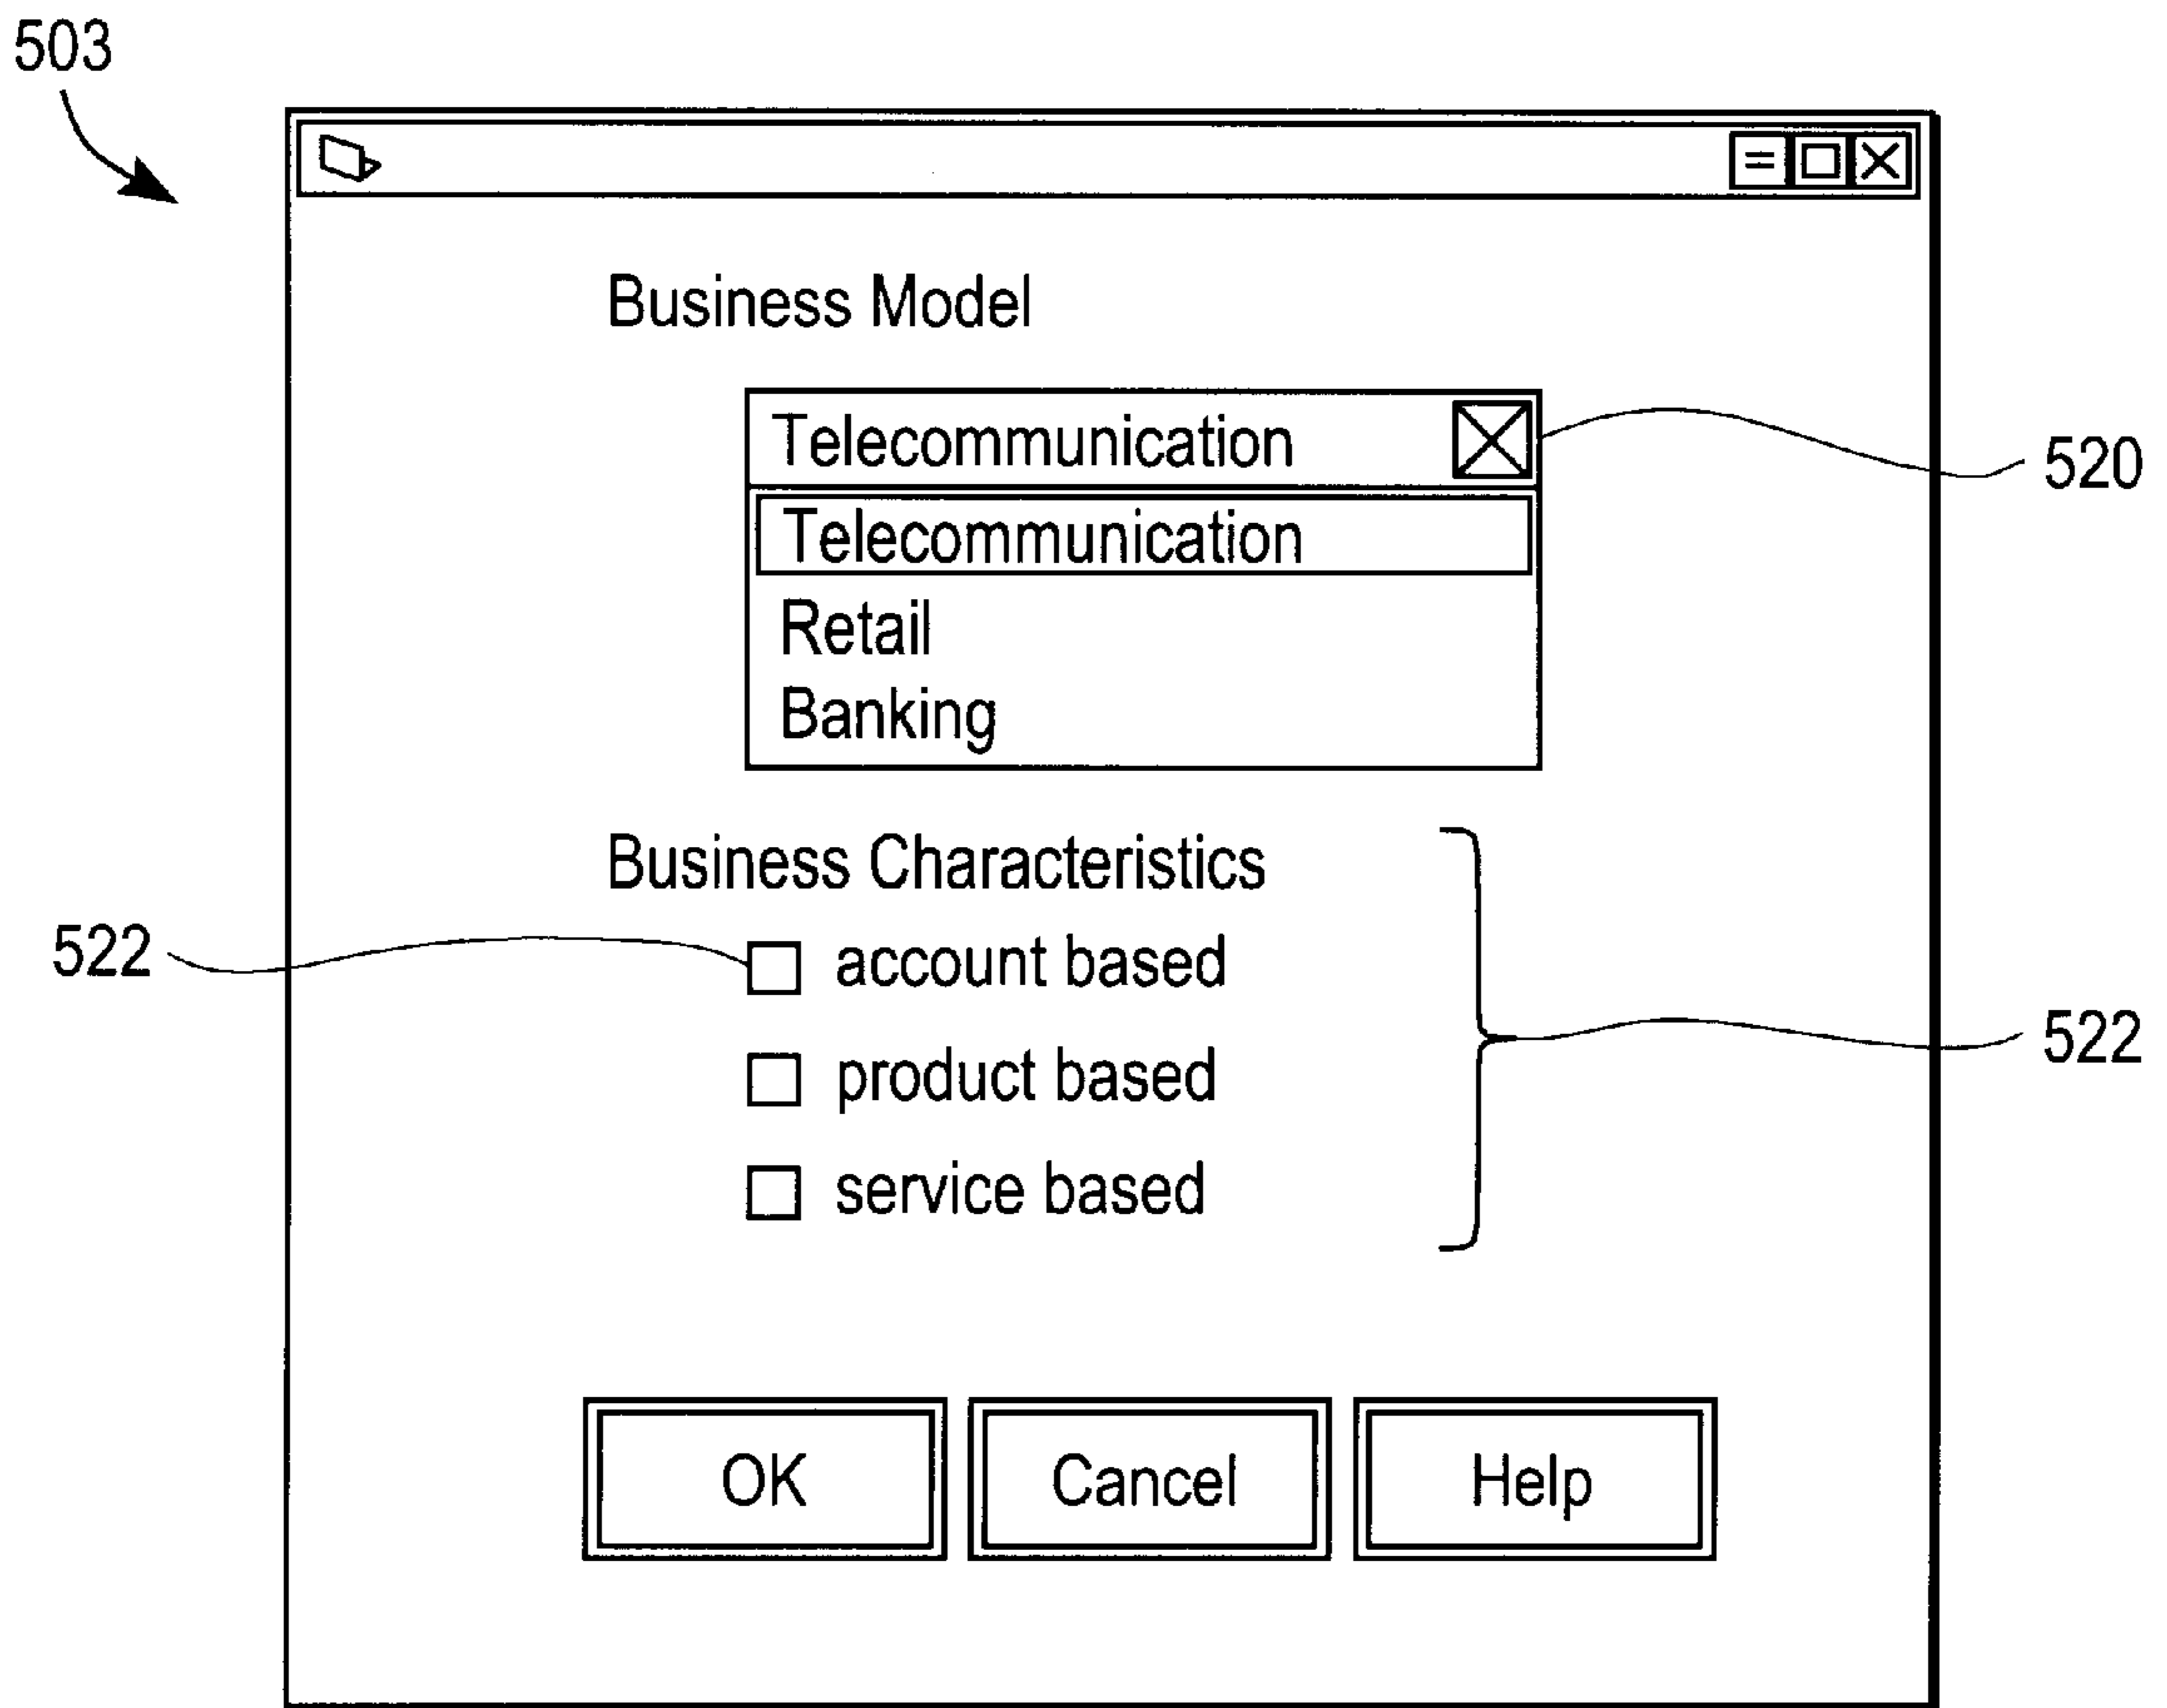 503
Business Model
Telecommunication
520
Telecommunication
Retail
Banking
Business Characteristics
522
account based
522
product based
service based
OK
Cancel
Help